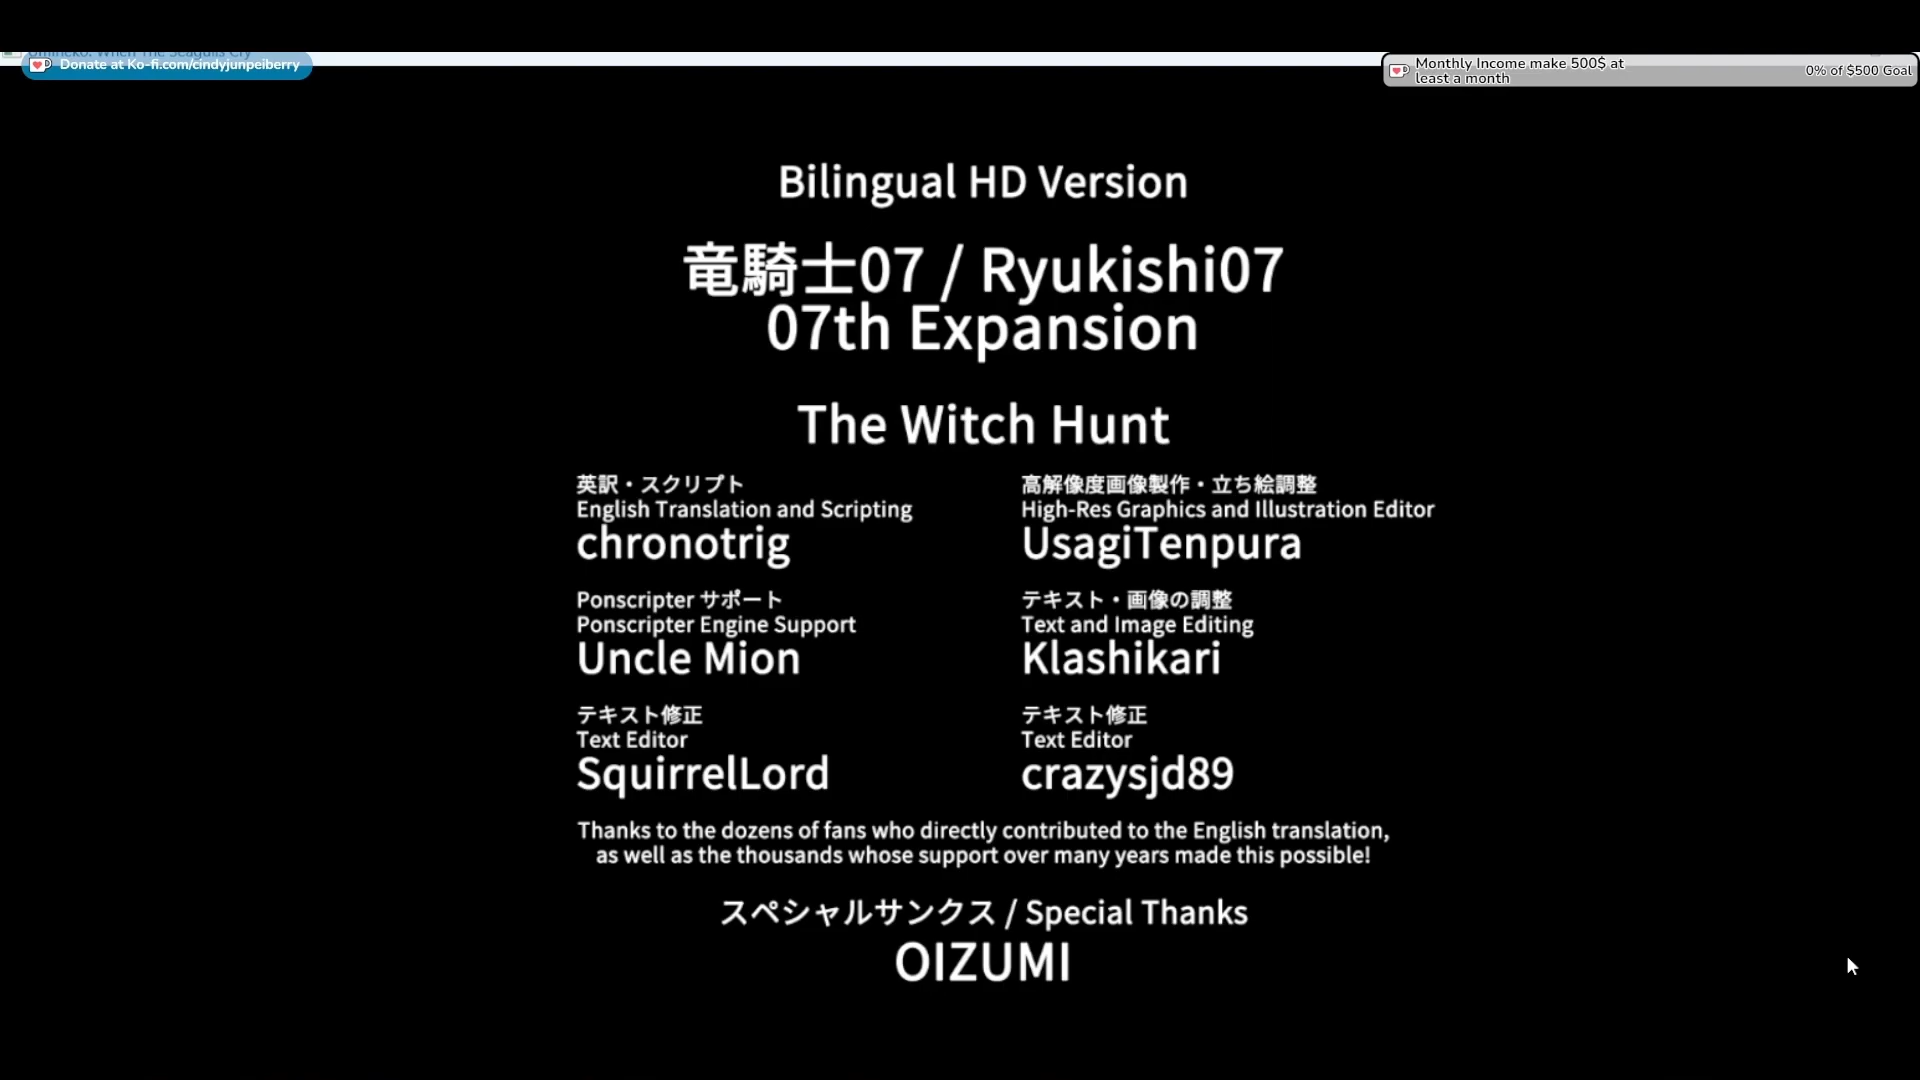 Umineko: When The Seagulls Cry
Donate at Ko-fi.com/cindyjunpeiberry
Monthly Income make 500$ at
least a month
0% of $500 Goal
Bilingual HD Version
竜騎士07 / Ryukishi07
07th Expansion
The Witch Hunt
英訳・スクリプト
English Translation and Scripting
chronotrig
高解像度画像製作・立ち絵調整
High-Res Graphics and Illustration Editor
UsagiTenpura
Ponscripter サポート
Ponscripter Engine Support
Uncle Mion
テキスト・画像の調整
Text and Image Editing
Klashikari
テキスト修正
Text Editor
SquirrelLord
テキスト修正
Text Editor
crazysjd89
Thanks to the dozens of fans who directly contributed to the English translation,
as well as the thousands whose support over many years made this possible!
スペシャルサンクス / Special Thanks
OIZUMI